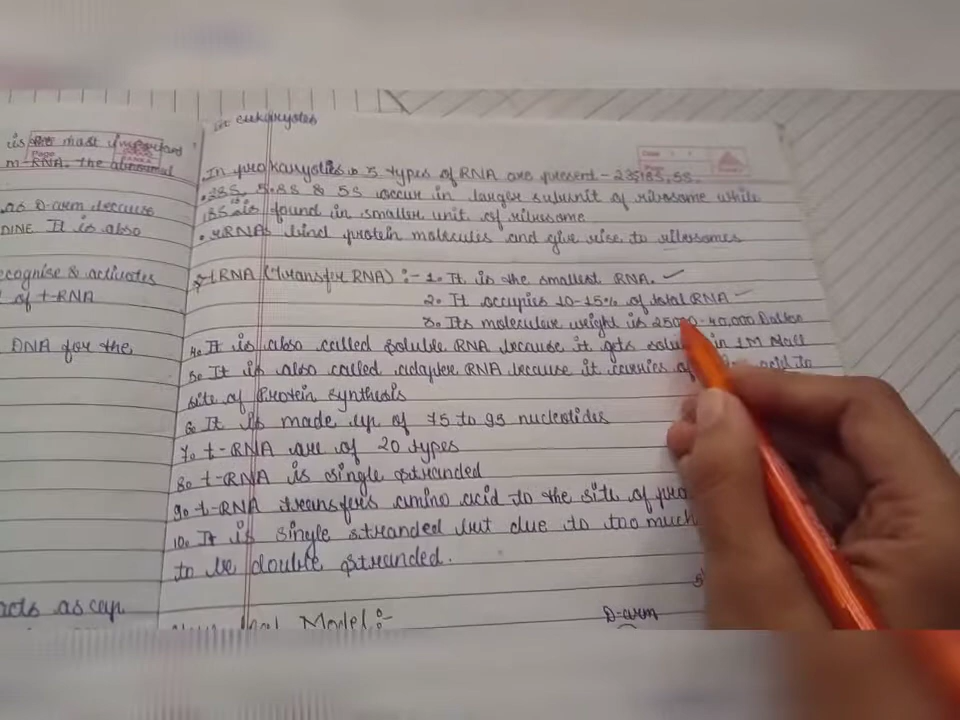 is mast important
m-RNA. the abnormal
as D-arm because
DINE It is also
ecognise & activates
of t-RNA
DNA for the
acts as cap
in eukaryotes
In prokaryotic 3 types of RNA are present - 23S, 5S
28S, 5.8S & 5S occur in larger subunit of ribosome while
18S is found in smaller unit of ribosome
rRNAs bind protein molecules and give rise to ribosomes
tRNA (Transfer RNA) :- 1. It is the smallest RNA.
2. It occupies 10-15% of total RNA
3. Its molecular weight is 25000-40,000 Dalton
4. It is also called soluble RNA because it gets in 1M Nacl
5. It is also called adapter RNA because it carries acid to
site of Protein synthesis
6. It is made up of 75 to 95 nucleotides
7. t-RNA are of 20 types
8. t-RNA is single stranded
9. t-RNA transfers amino acid to the site of pro
10. It is single stranded but due to too much
to be double stranded.
Model :-
D-arm